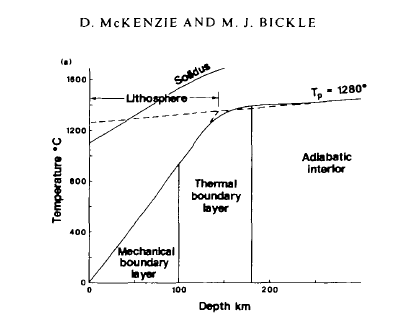 D. McKENZIE AND M. J. BICKLE
(a)
Solidus
1600
Tp = 1280°
Lithosphere
1200
Temperature °C
Adiabatic
interior
800
Thermal
boundary
layer
400
Mechanical
boundary
layer
0
0
100
200
Depth km